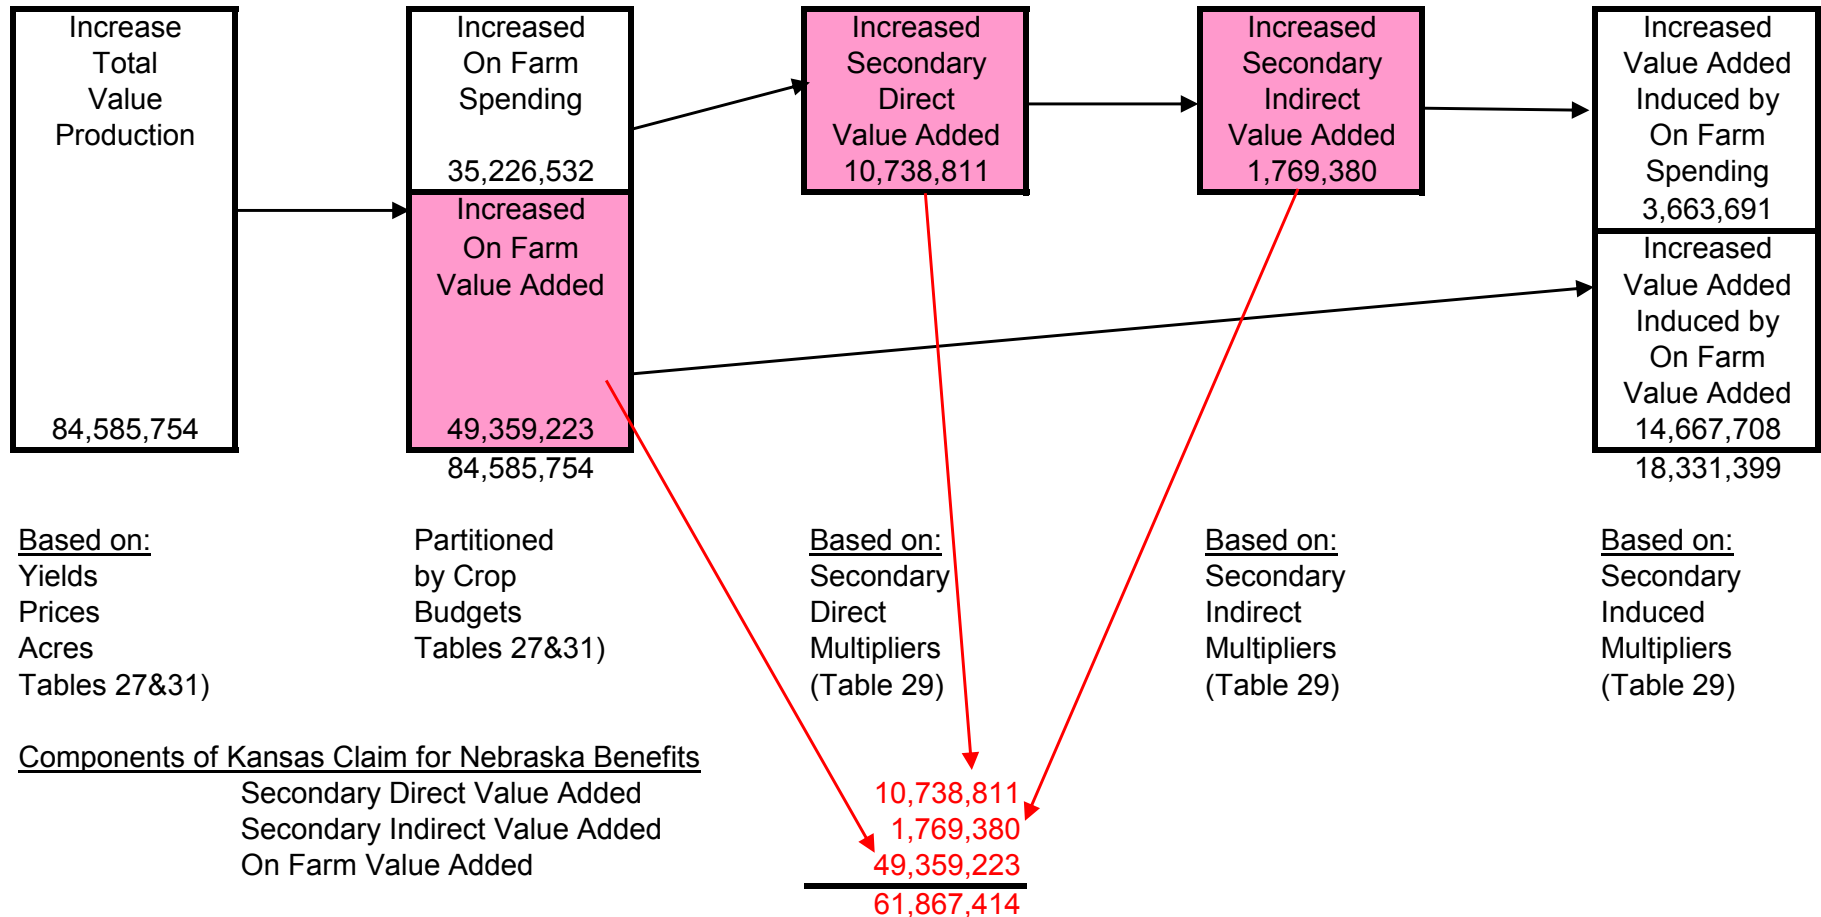 Increase
Total
Value
Production
84,585,754
Increased
On Farm
Spending
35,226,532
Increased
On Farm
Value Added
49,359,223
84,585,754
Increased
Secondary
Direct
Value Added
10,738,811
Increased
Secondary
Indirect
Value Added
1,769,380
Increased
Value Added
Induced by
On Farm
Spending
3,663,691
Increased
Value Added
Induced by
On Farm
Value Added
14,667,708
18,331,399
Based on:
Yields
Prices
Acres
Tables 27&31)
Partitioned
by Crop
Budgets
Tables 27&31)
Based on:
Secondary
Direct
Multipliers
(Table 29)
Based on:
Secondary
Indirect
Multipliers
(Table 29)
Based on:
Secondary
Induced
Multipliers
(Table 29)
Components of Kansas Claim for Nebraska Benefits
Secondary Direct Value Added 10,738,811
Secondary Indirect Value Added 1,769,380
On Farm Value Added 49,359,223
61,867,414